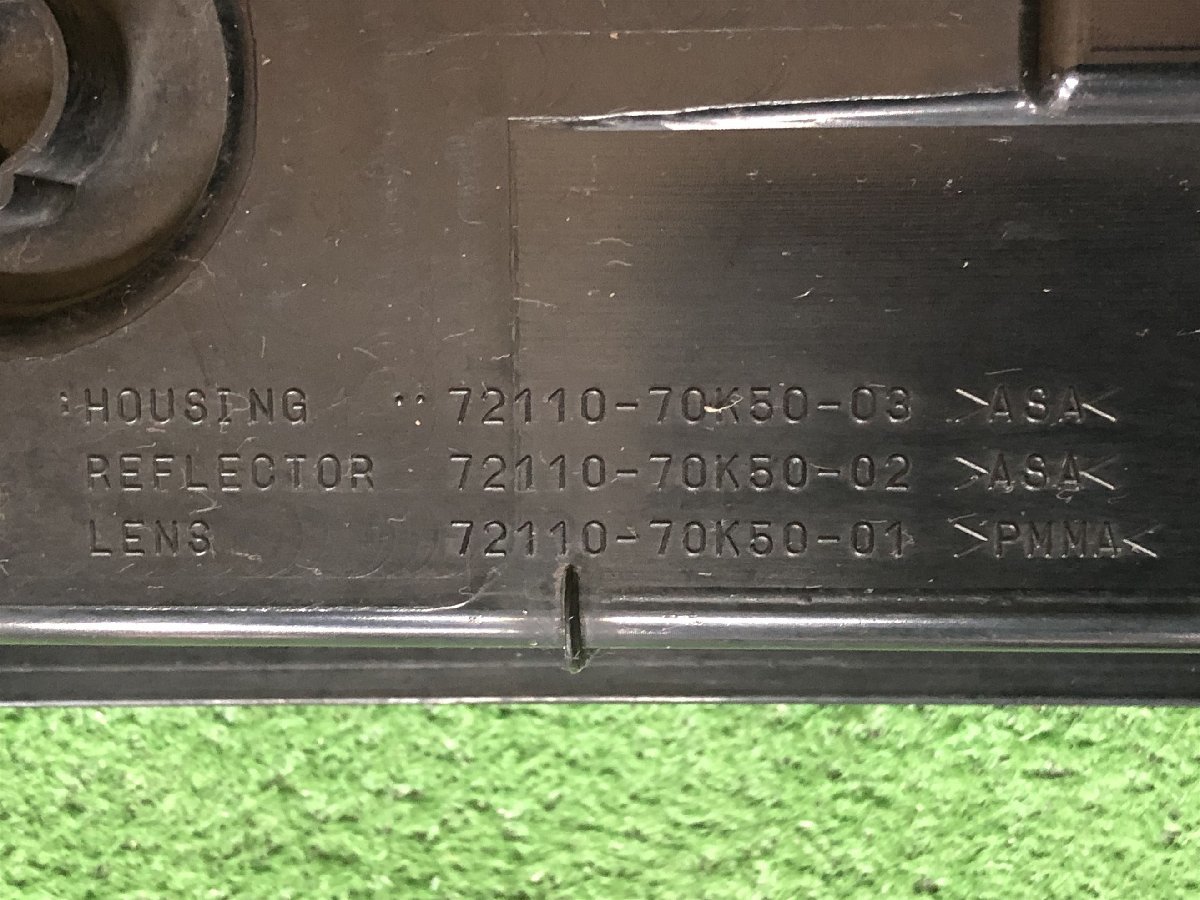 HOUSING 72110-70K50-03 >ASA<
REFLECTOR 72110-70K50-02 >ASA<
LENS 72110-70K50-01 >PMMA<